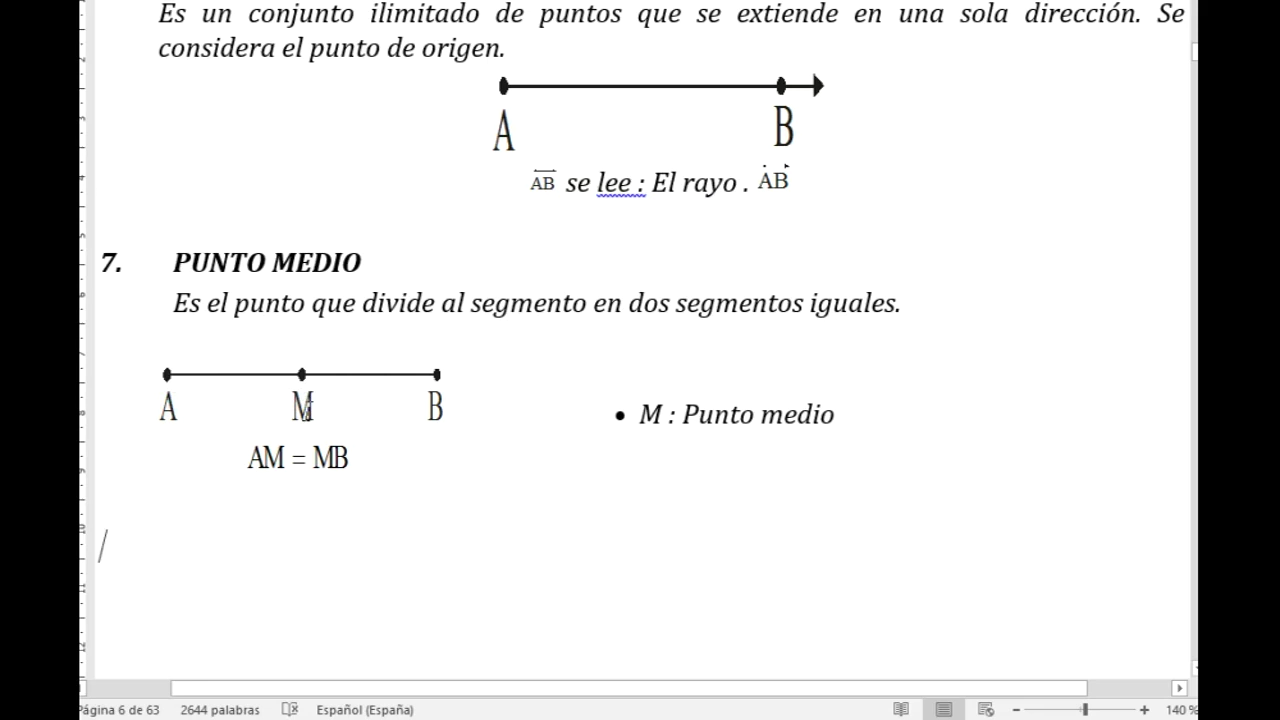 Es un conjunto ilimitado de puntos que se extiende en una sola dirección. Se
considera el punto de origen.
A B
AB se lee : El rayo . AB
7. PUNTO MEDIO
Es el punto que divide al segmento en dos segmentos iguales.
A M B
• M : Punto medio
AM = MB
Página 6 de 63 2644 palabras Español (España) 140 %